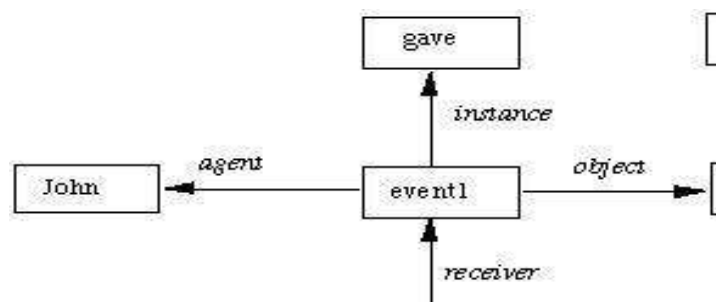 gave
instance
John
agent
event1
object
receiver